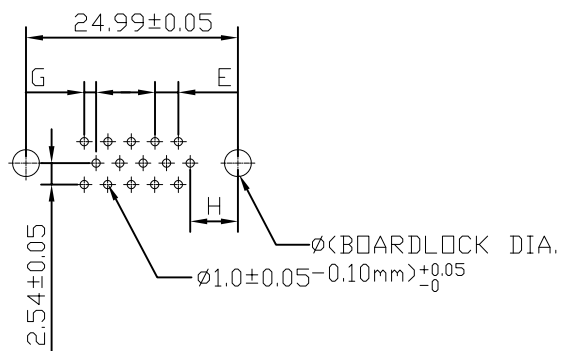 24.99±0.05
G E
H
2.54±0.05
Ø(BOARDLOCK DIA.
-0.10mm)+0.05 -0
Ø1.0±0.05